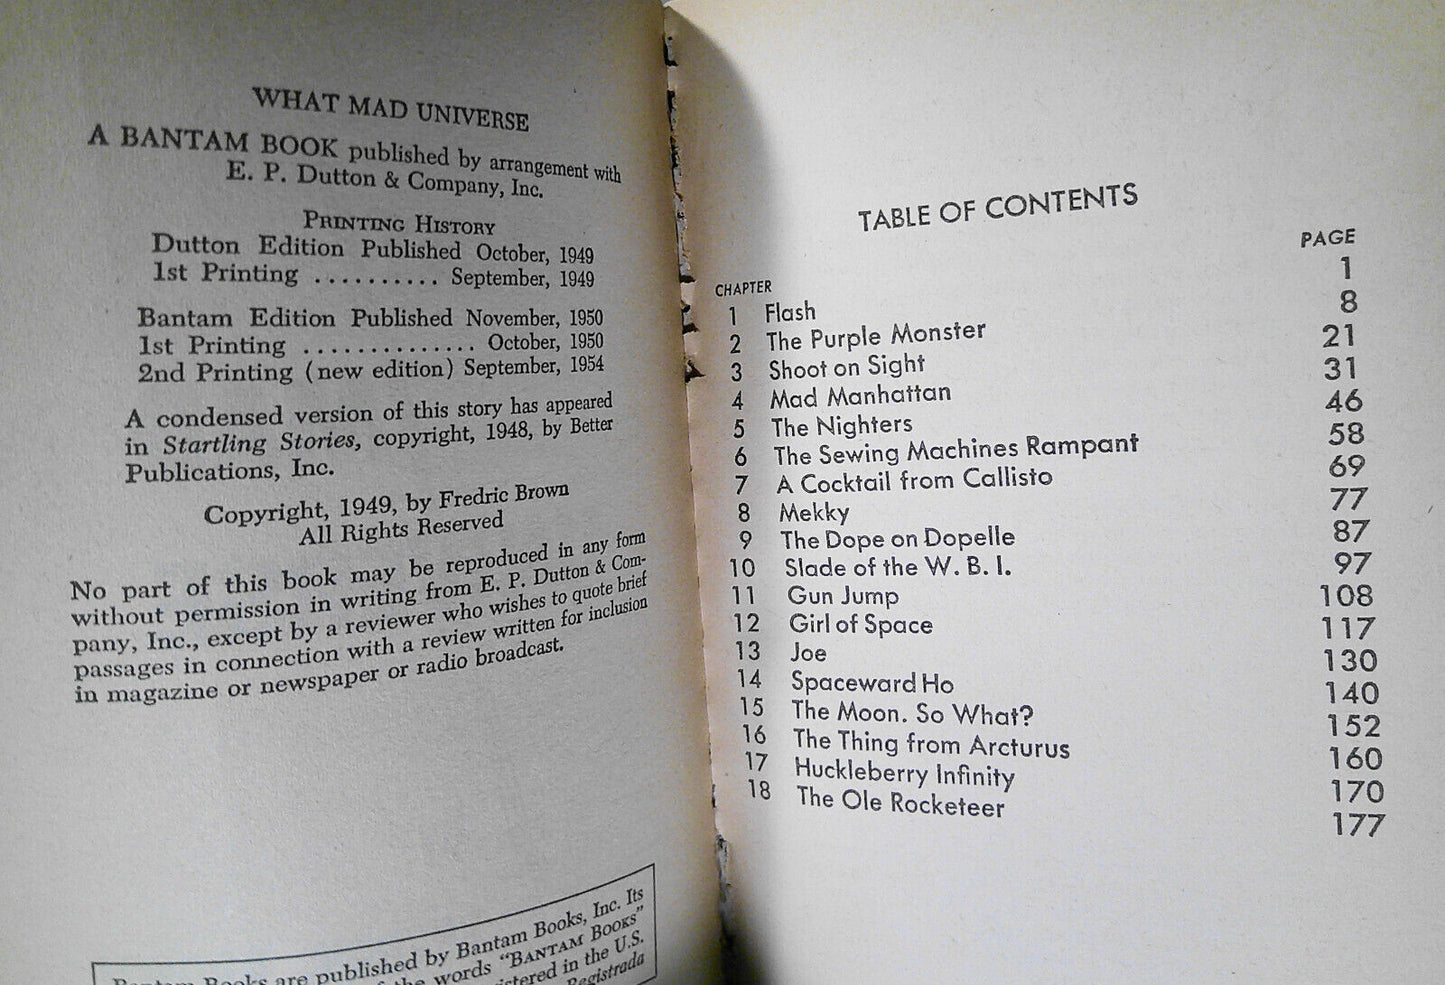 WHAT MAD UNIVERSE
A BANTAM BOOK published by arrangement with
E. P. Dutton & Company, Inc.
PRINTING HISTORY
Dutton Edition Published October, 1949
1st Printing .......... September, 1949
Bantam Edition Published November, 1950
1st Printing .............. October, 1950
2nd Printing (new edition) September, 1954
A condensed version of this story has appeared
in Startling Stories, copyright, 1948, by Better
Publications, Inc.
Copyright, 1949, by Fredric Brown
All Rights Reserved
No part of this book may be reproduced in any form
without permission in writing from E. P. Dutton & Com-
pany, Inc., except by a reviewer who wishes to quote brief
passages in connection with a review written for inclusion
in magazine or newspaper or radio broadcast.
Bantam Books are published by Bantam Books, Inc. Its
the words "BANTAM BOOKS"
in the U.S.
Registrada
TABLE OF CONTENTS
CHAPTER PAGE
1 Flash 1
2 The Purple Monster 8
3 Shoot on Sight 21
4 Mad Manhattan 31
5 The Nighters 46
6 The Sewing Machines Rampant 58
7 A Cocktail from Callisto 69
8 Mekky 77
9 The Dope on Dopelle 87
10 Slade of the W. B. I. 97
11 Gun Jump 108
12 Girl of Space 117
13 Joe 130
14 Spaceward Ho 140
15 The Moon. So What? 152
16 The Thing from Arcturus 160
17 Huckleberry Infinity 170
18 The Ole Rocketeer 177